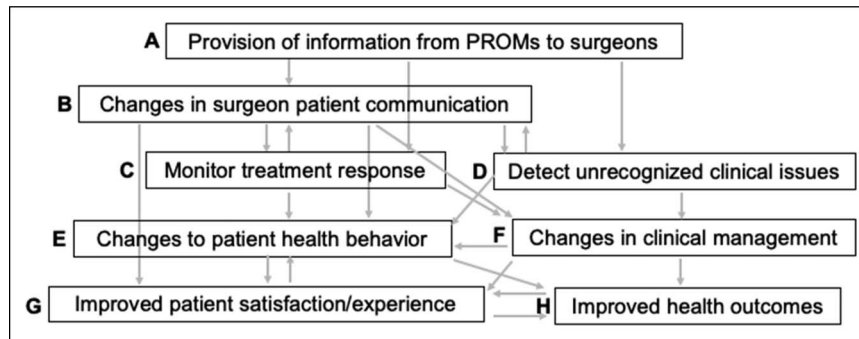 A Provision of information from PROMs to surgeons
B Changes in surgeon patient communication
C Monitor treatment response
D Detect unrecognized clinical issues
E Changes to patient health behavior
F Changes in clinical management
G Improved patient satisfaction/experience
H Improved health outcomes